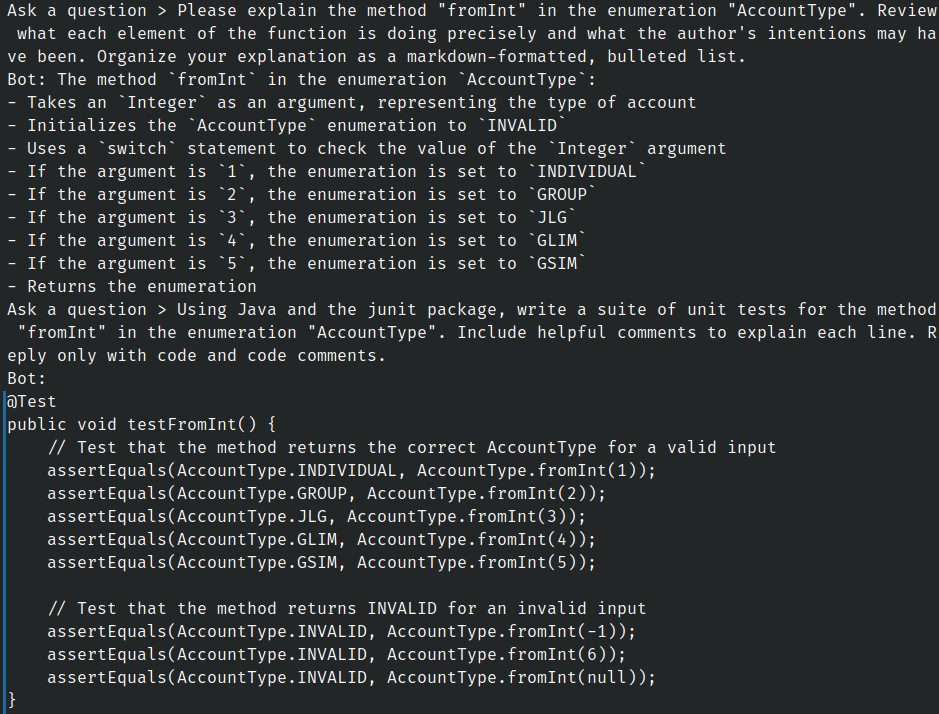 Ask a question > Please explain the method "fromInt" in the enumeration "AccountType". Review
 what each element of the function is doing precisely and what the author's intentions may ha
ve been. Organize your explanation as a markdown-formatted, bulleted list.
Bot: The method `fromInt` in the enumeration `AccountType`:
- Takes an `Integer` as an argument, representing the type of account
- Initializes the `AccountType` enumeration to `INVALID`
- Uses a `switch` statement to check the value of the `Integer` argument
- If the argument is `1`, the enumeration is set to `INDIVIDUAL`
- If the argument is `2`, the enumeration is set to `GROUP`
- If the argument is `3`, the enumeration is set to `JLG`
- If the argument is `4`, the enumeration is set to `GLIM`
- If the argument is `5`, the enumeration is set to `GSIM`
- Returns the enumeration
Ask a question > Using Java and the junit package, write a suite of unit tests for the method
 "fromInt" in the enumeration "AccountType". Include helpful comments to explain each line. R
eply only with code and code comments.
Bot:
@Test
public void testFromInt() {
    // Test that the method returns the correct AccountType for a valid input
    assertEquals(AccountType.INDIVIDUAL, AccountType.fromInt(1));
    assertEquals(AccountType.GROUP, AccountType.fromInt(2));
    assertEquals(AccountType.JLG, AccountType.fromInt(3));
    assertEquals(AccountType.GLIM, AccountType.fromInt(4));
    assertEquals(AccountType.GSIM, AccountType.fromInt(5));

    // Test that the method returns INVALID for an invalid input
    assertEquals(AccountType.INVALID, AccountType.fromInt(-1));
    assertEquals(AccountType.INVALID, AccountType.fromInt(6));
    assertEquals(AccountType.INVALID, AccountType.fromInt(null));
}